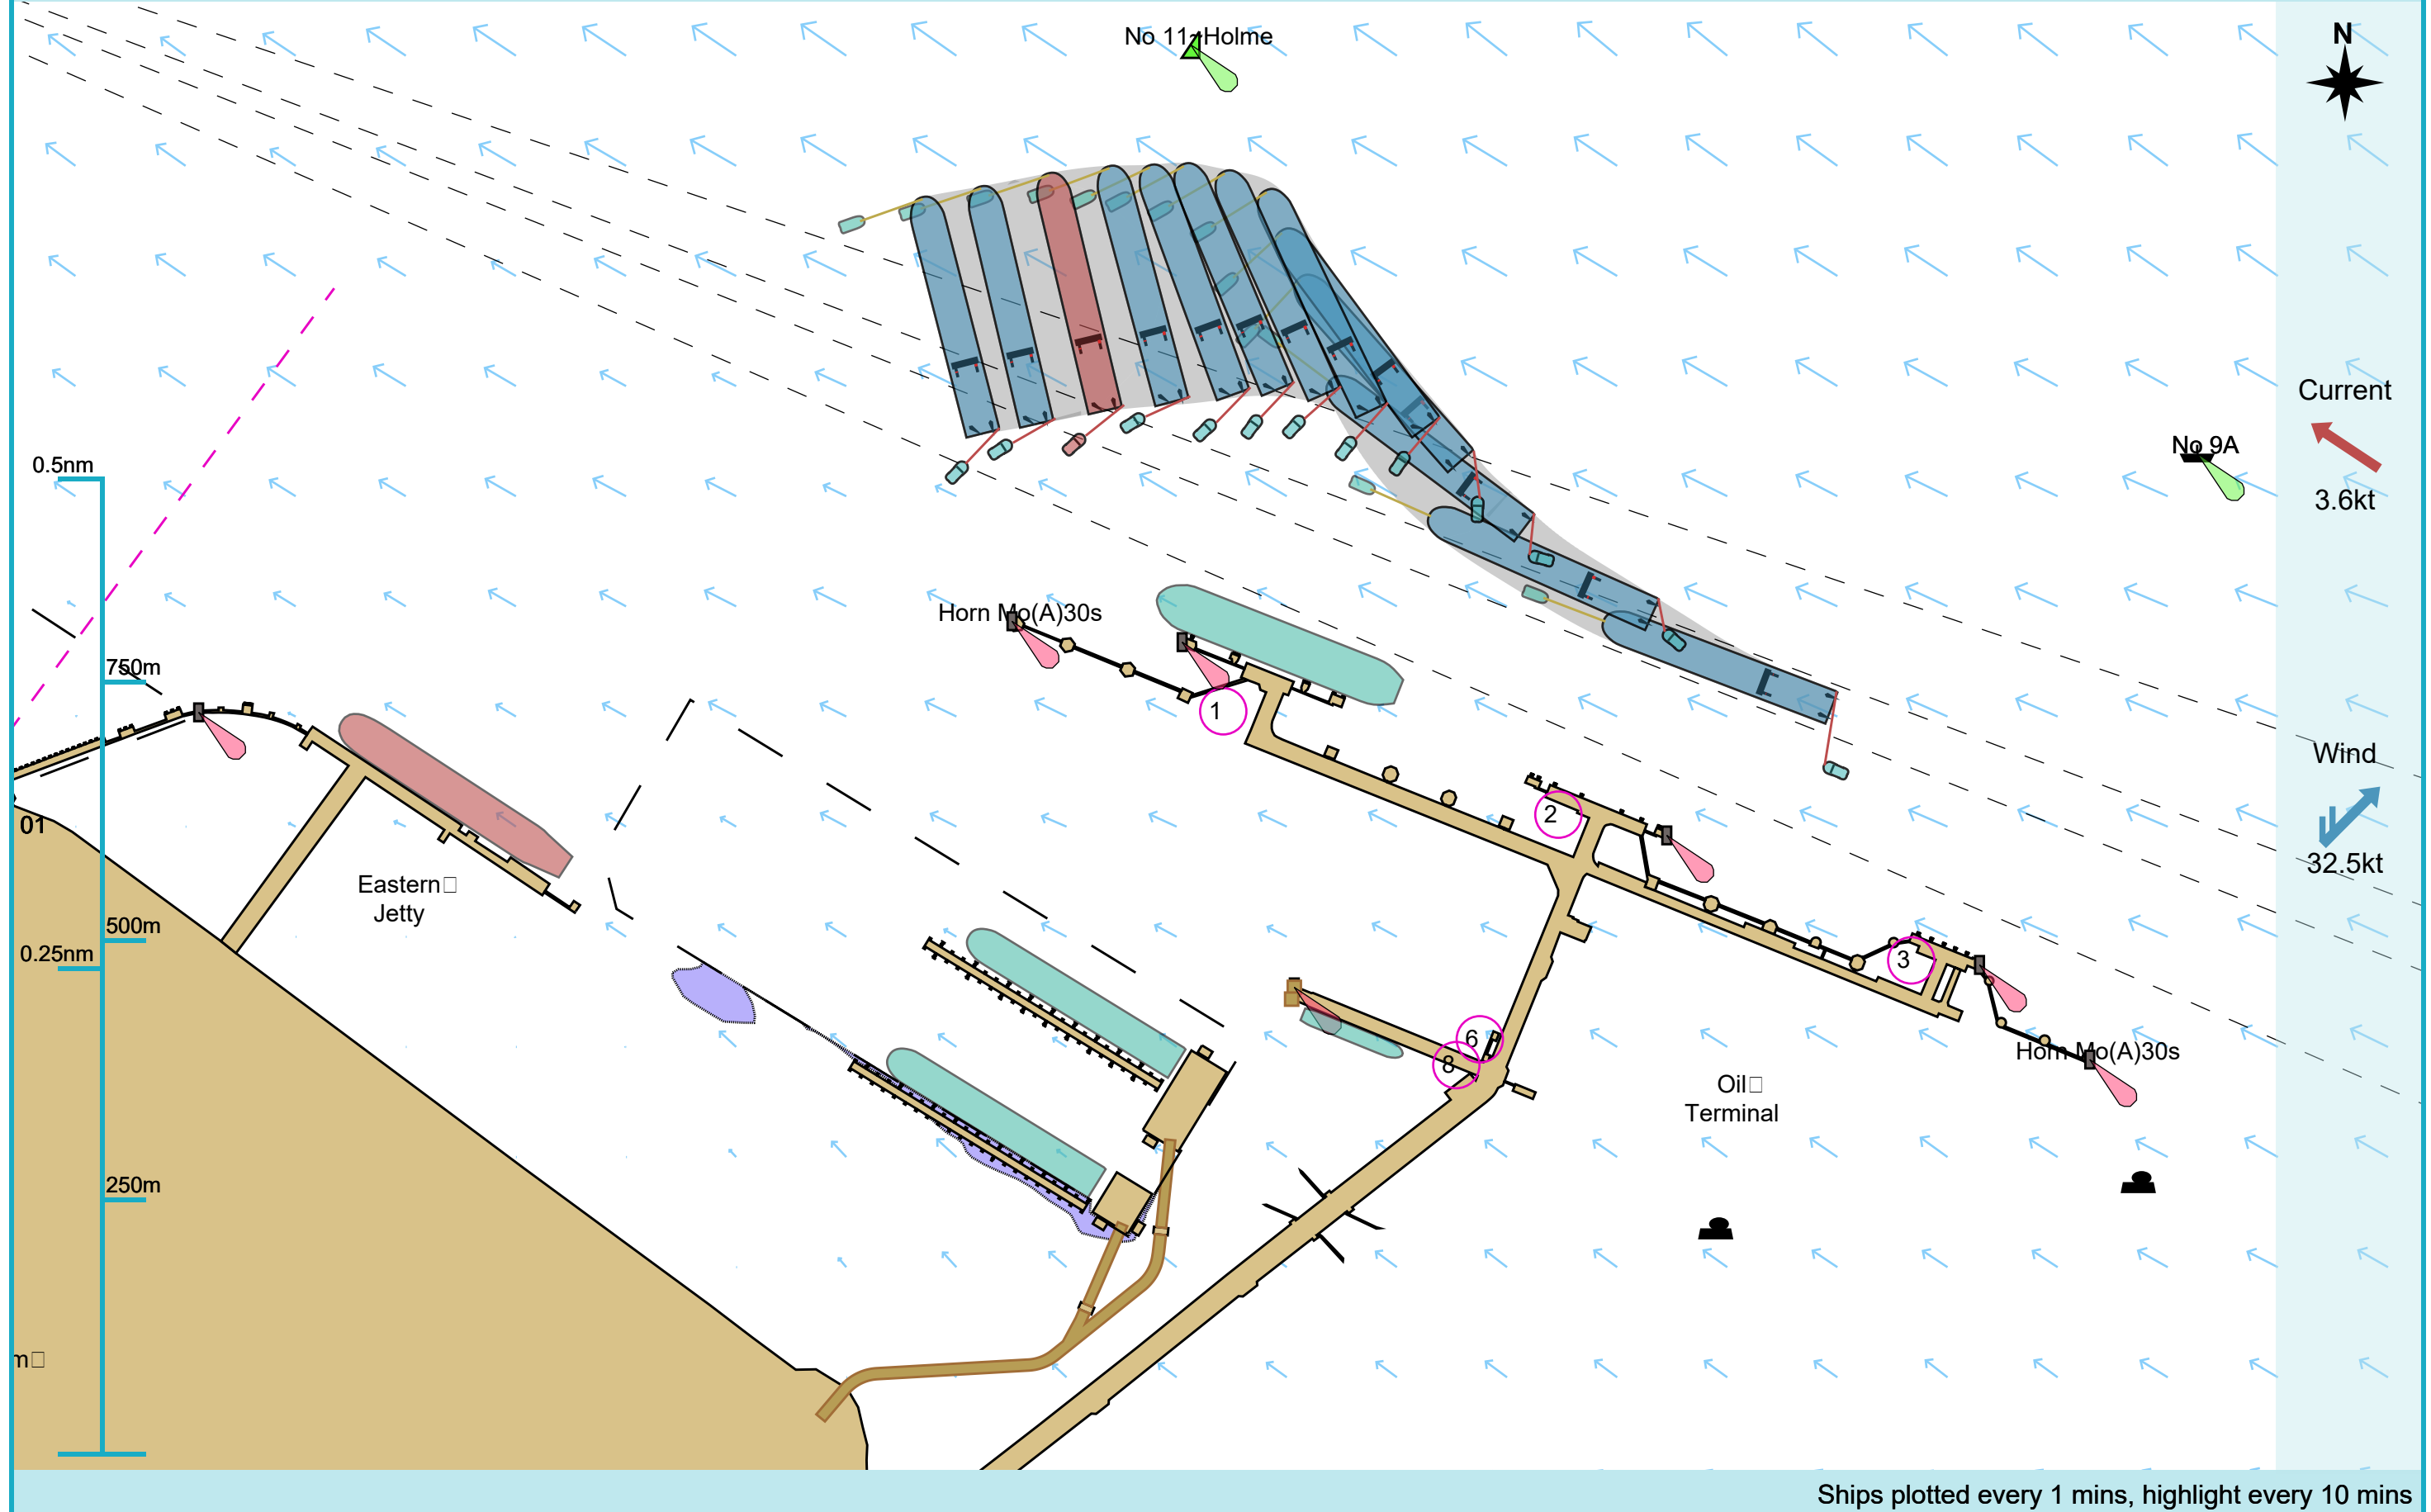 No 11 Holme
N
Current
3.6kt
No 9A
0.5nm
Horn Mo(A)30s
750m
1
Wind
32.5kt
2
01
Eastern
Jetty
500m
0.25nm
3
6
8
Horn Mo(A)30s
Oil
Terminal
250m
Ships plotted every 1 mins, highlight every 10 mins